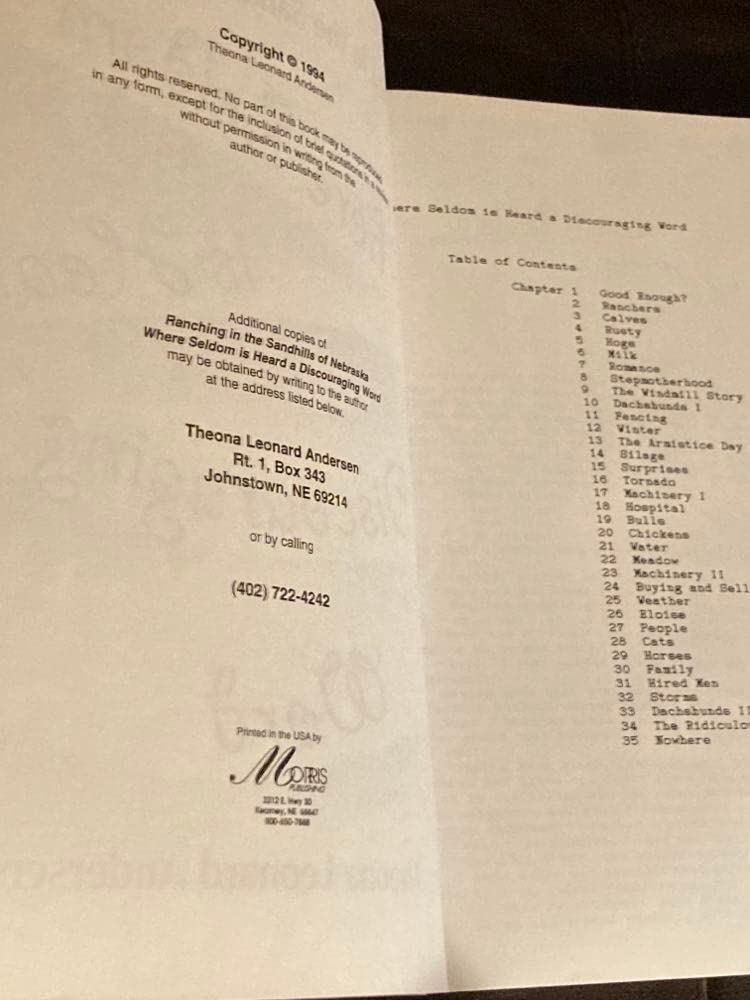 Copyright © 1994
Theona Leonard Andersen
All rights reserved. No part of this book may be reproduced
in any form, except for the inclusion of brief quotations in a
without permission in writing from the
author or publisher.
Additional copies of
Ranching in the Sandhills of Nebraska
Where Seldom is Heard a Discouraging Word
may be obtained by writing to the author
at the address listed below.
Theona Leonard Andersen
Rt. 1, Box 343
Johnstown, NE 69214
or by calling
(402) 722-4242
Printed in the USA by
MORRIS
PUBLISHING
3212 E. Hwy 30
Kearney, NE 68847
800-650-7888
ere Seldom is Heard a Discouraging Word
Table of Contents
Chapter 1 Good Enough?
2 Ranchers
3 Calves
4 Rusty
5 Hogs
6 Milk
7 Romance
8 Stepmotherhood
9 The Windmill Story
10 Dachshunds I
11 Fencing
12 Winter
13 The Armistice Day
14 Silage
15 Surprises
16 Tornado
17 Machinery I
18 Hospital
19 Bulls
20 Chickens
21 Water
22 Meadow
23 Machinery II
24 Buying and Sell
25 Weather
26 Eloise
27 People
28 Cats
29 Horses
30 Family
31 Hired Men
32 Storms
33 Dachshunds II
34 The Ridiculo
35 Nowhere